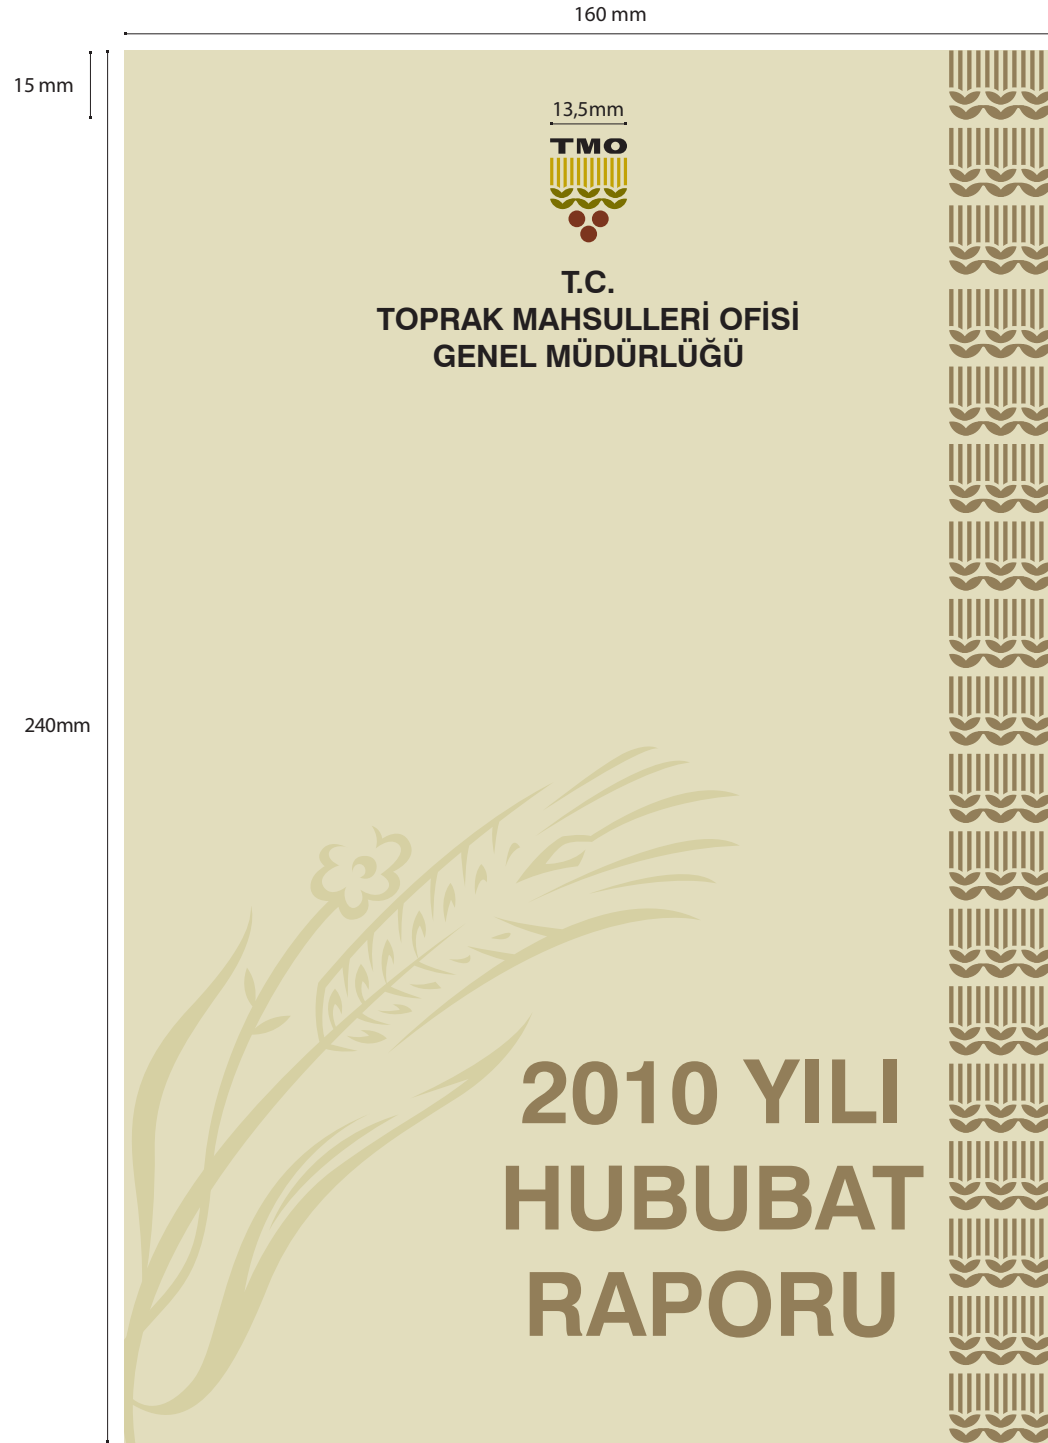 160 mm
15 mm
13,5mm
TMO
T.C.
TOPRAK MAHSULLERİ OFİSİ
GENEL MÜDÜRLÜĞÜ
240mm
2010 YILI
HUBUBAT
RAPORU